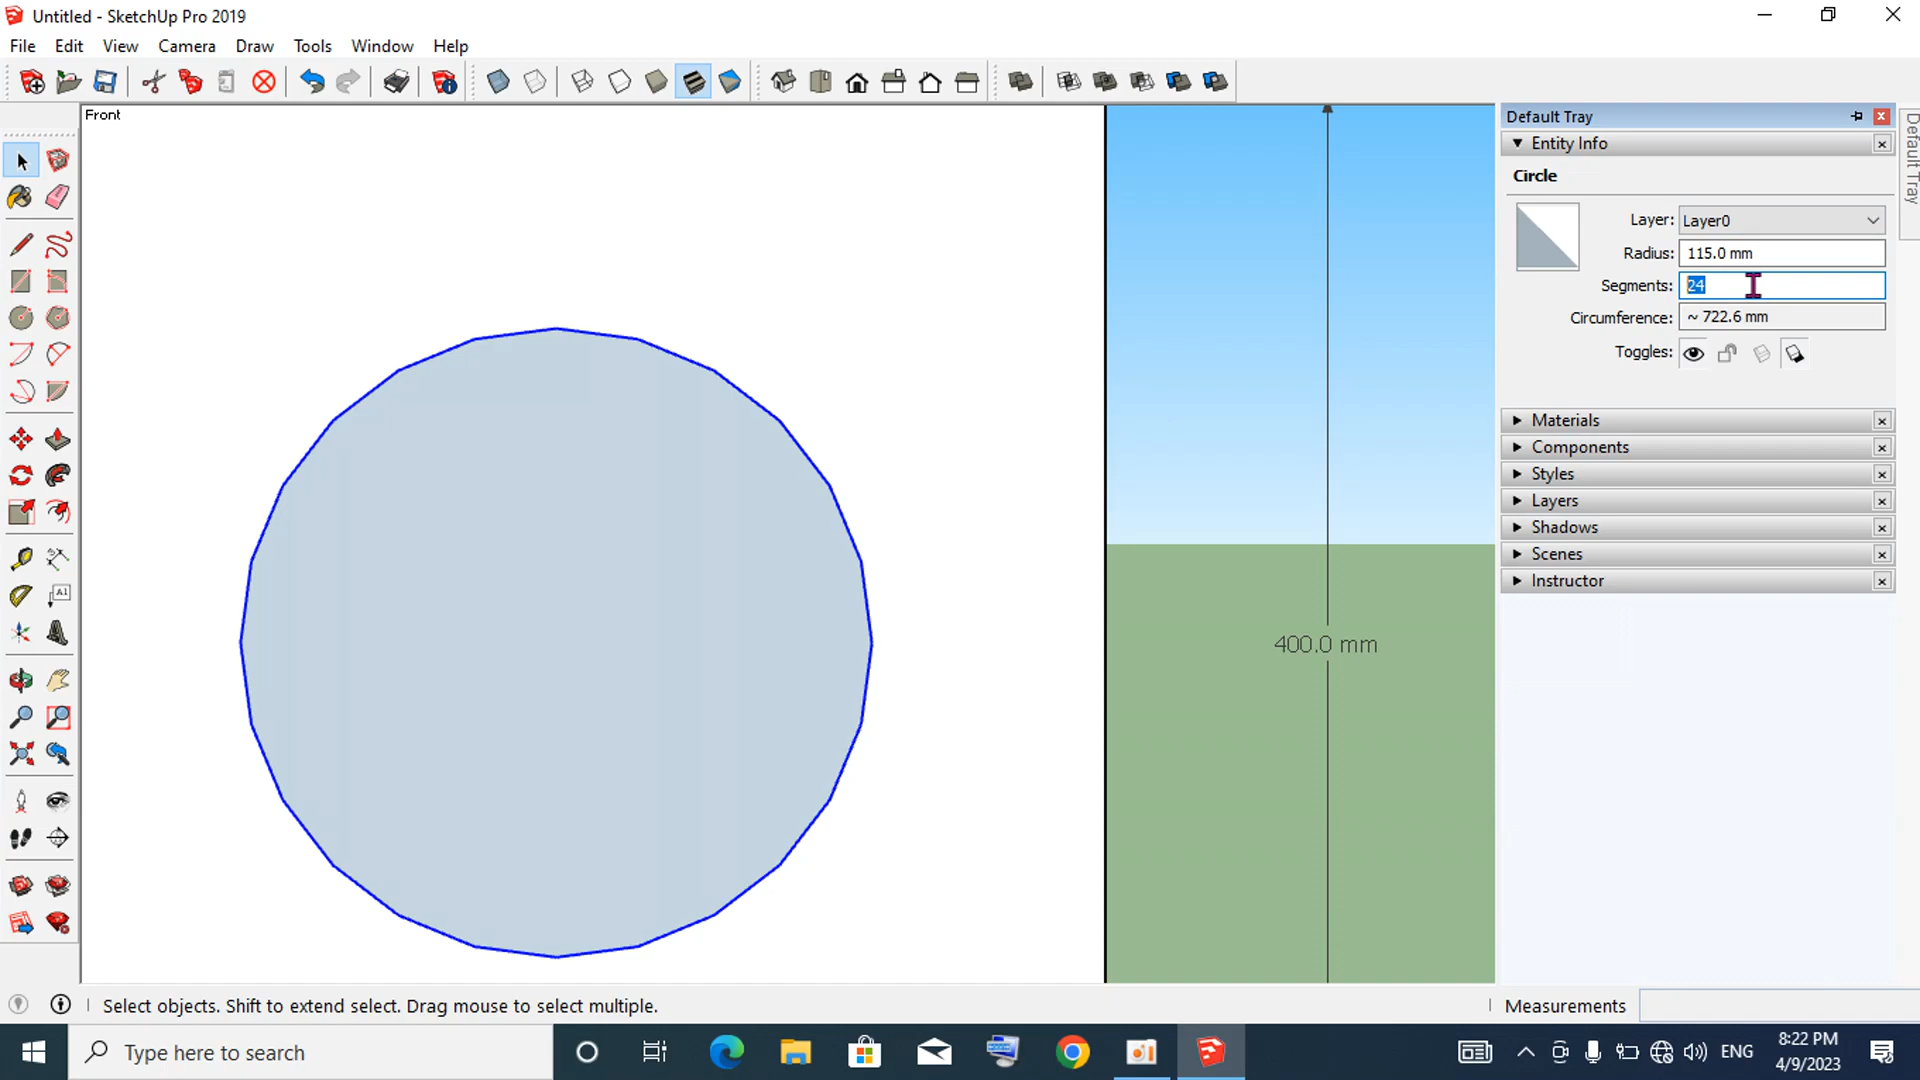 Untitled - SketchUp Pro 2019
File Edit View Camera Draw Tools Window Help
Front
Default Tray
Entity Info
Circle
Layer: Layer0
Radius: 115.0 mm
Segments: 24
Circumference: ~ 722.6 mm
Toggles:
Materials
Components
Styles
Layers
Shadows
Scenes
Instructor
Default Tray
A1
400.0 mm
Select objects. Shift to extend select. Drag mouse to select multiple.
Measurements
Type here to search
ENG
8:22 PM
4/9/2023